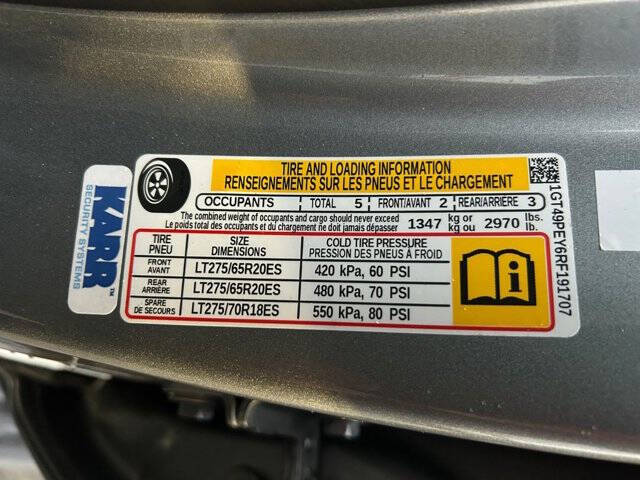 TIRE AND LOADING INFORMATION
RENSEIGNEMENTS SUR LES PNEUS ET LE CHARGEMENT
OCCUPANTS TOTAL 5 FRONT/AVANT 2 REAR/ARRIÈRE 3
The combined weight of occupants and cargo should never exceed 1347 kg or 2970 lbs.
Le poids total des occupants et du chargement ne doit jamais dépasser kg ou lb.
TIRE PNEU SIZE DIMENSIONS COLD TIRE PRESSURE PRESSION DES PNEUS À FROID
FRONT AVANT LT275/65R20ES 420 kPa, 60 PSI
REAR ARRIÈRE LT275/65R20ES 480 kPa, 70 PSI
SPARE DE SECOURS LT275/70R18ES 550 kPa, 80 PSI
1GT49PEY6RF191707
KARR™
SECURITY SYSTEMS